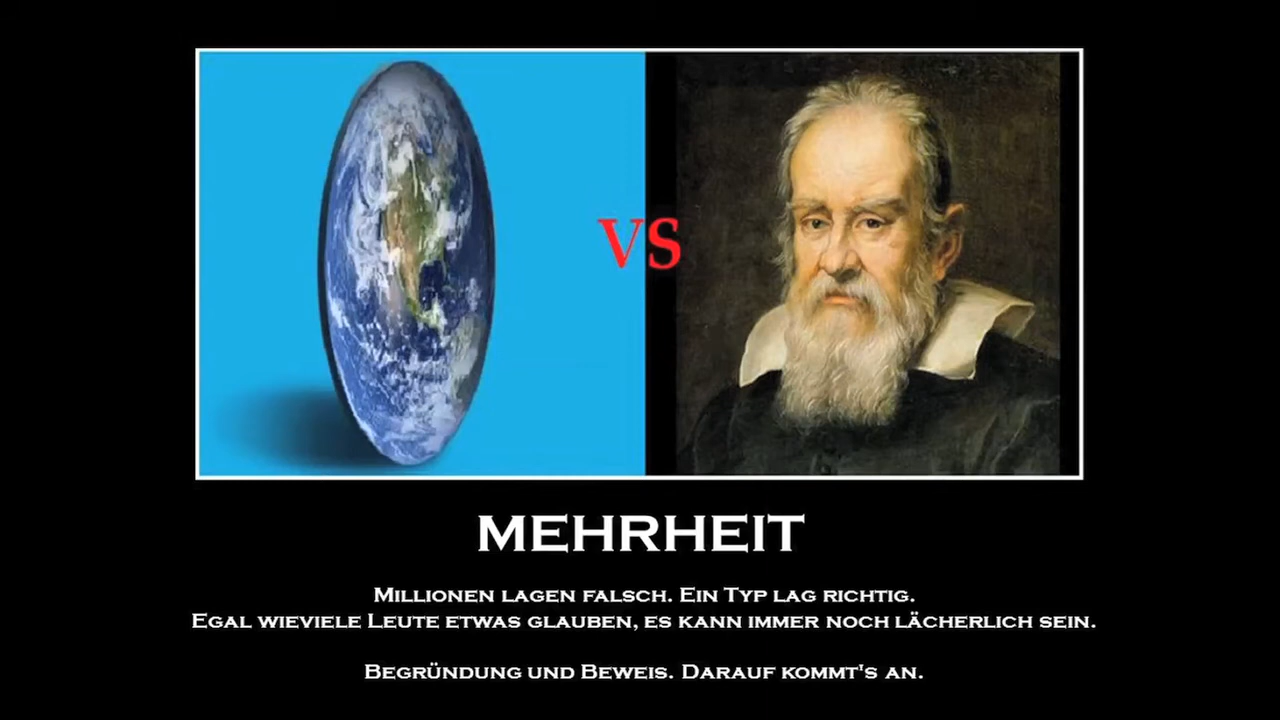 VS
MEHRHEIT
Millionen lagen falsch. Ein Typ lag richtig.
Egal wieviele Leute etwas glauben, es kann immer noch lächerlich sein.
Begründung und Beweis. Darauf kommt's an.